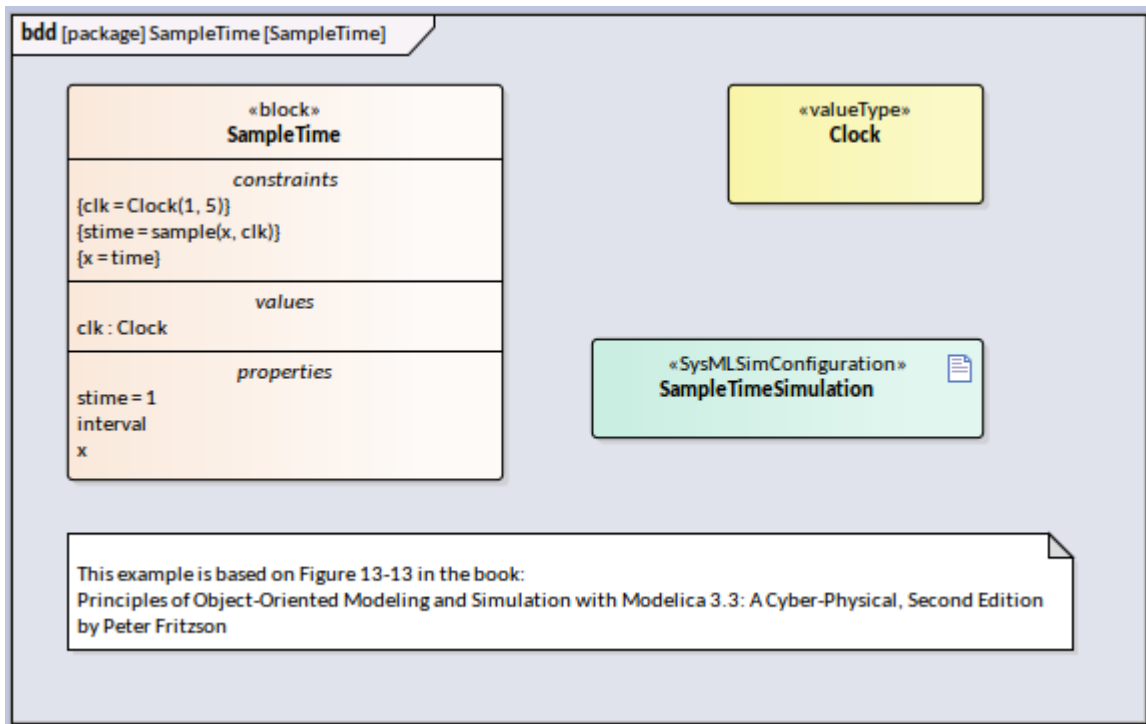 bdd [package] SampleTime [SampleTime]
«block»
SampleTime
constraints
{clk = Clock(1, 5)}
{stime = sample(x, clk)}
{x = time}
values
clk : Clock
properties
stime = 1
interval
x
«valueType»
Clock
«SysMLSimConfiguration»
SampleTimeSimulation
This example is based on Figure 13-13 in the book:
Principles of Object-Oriented Modeling and Simulation with Modelica 3.3: A Cyber-Physical, Second Edition
by Peter Fritzson